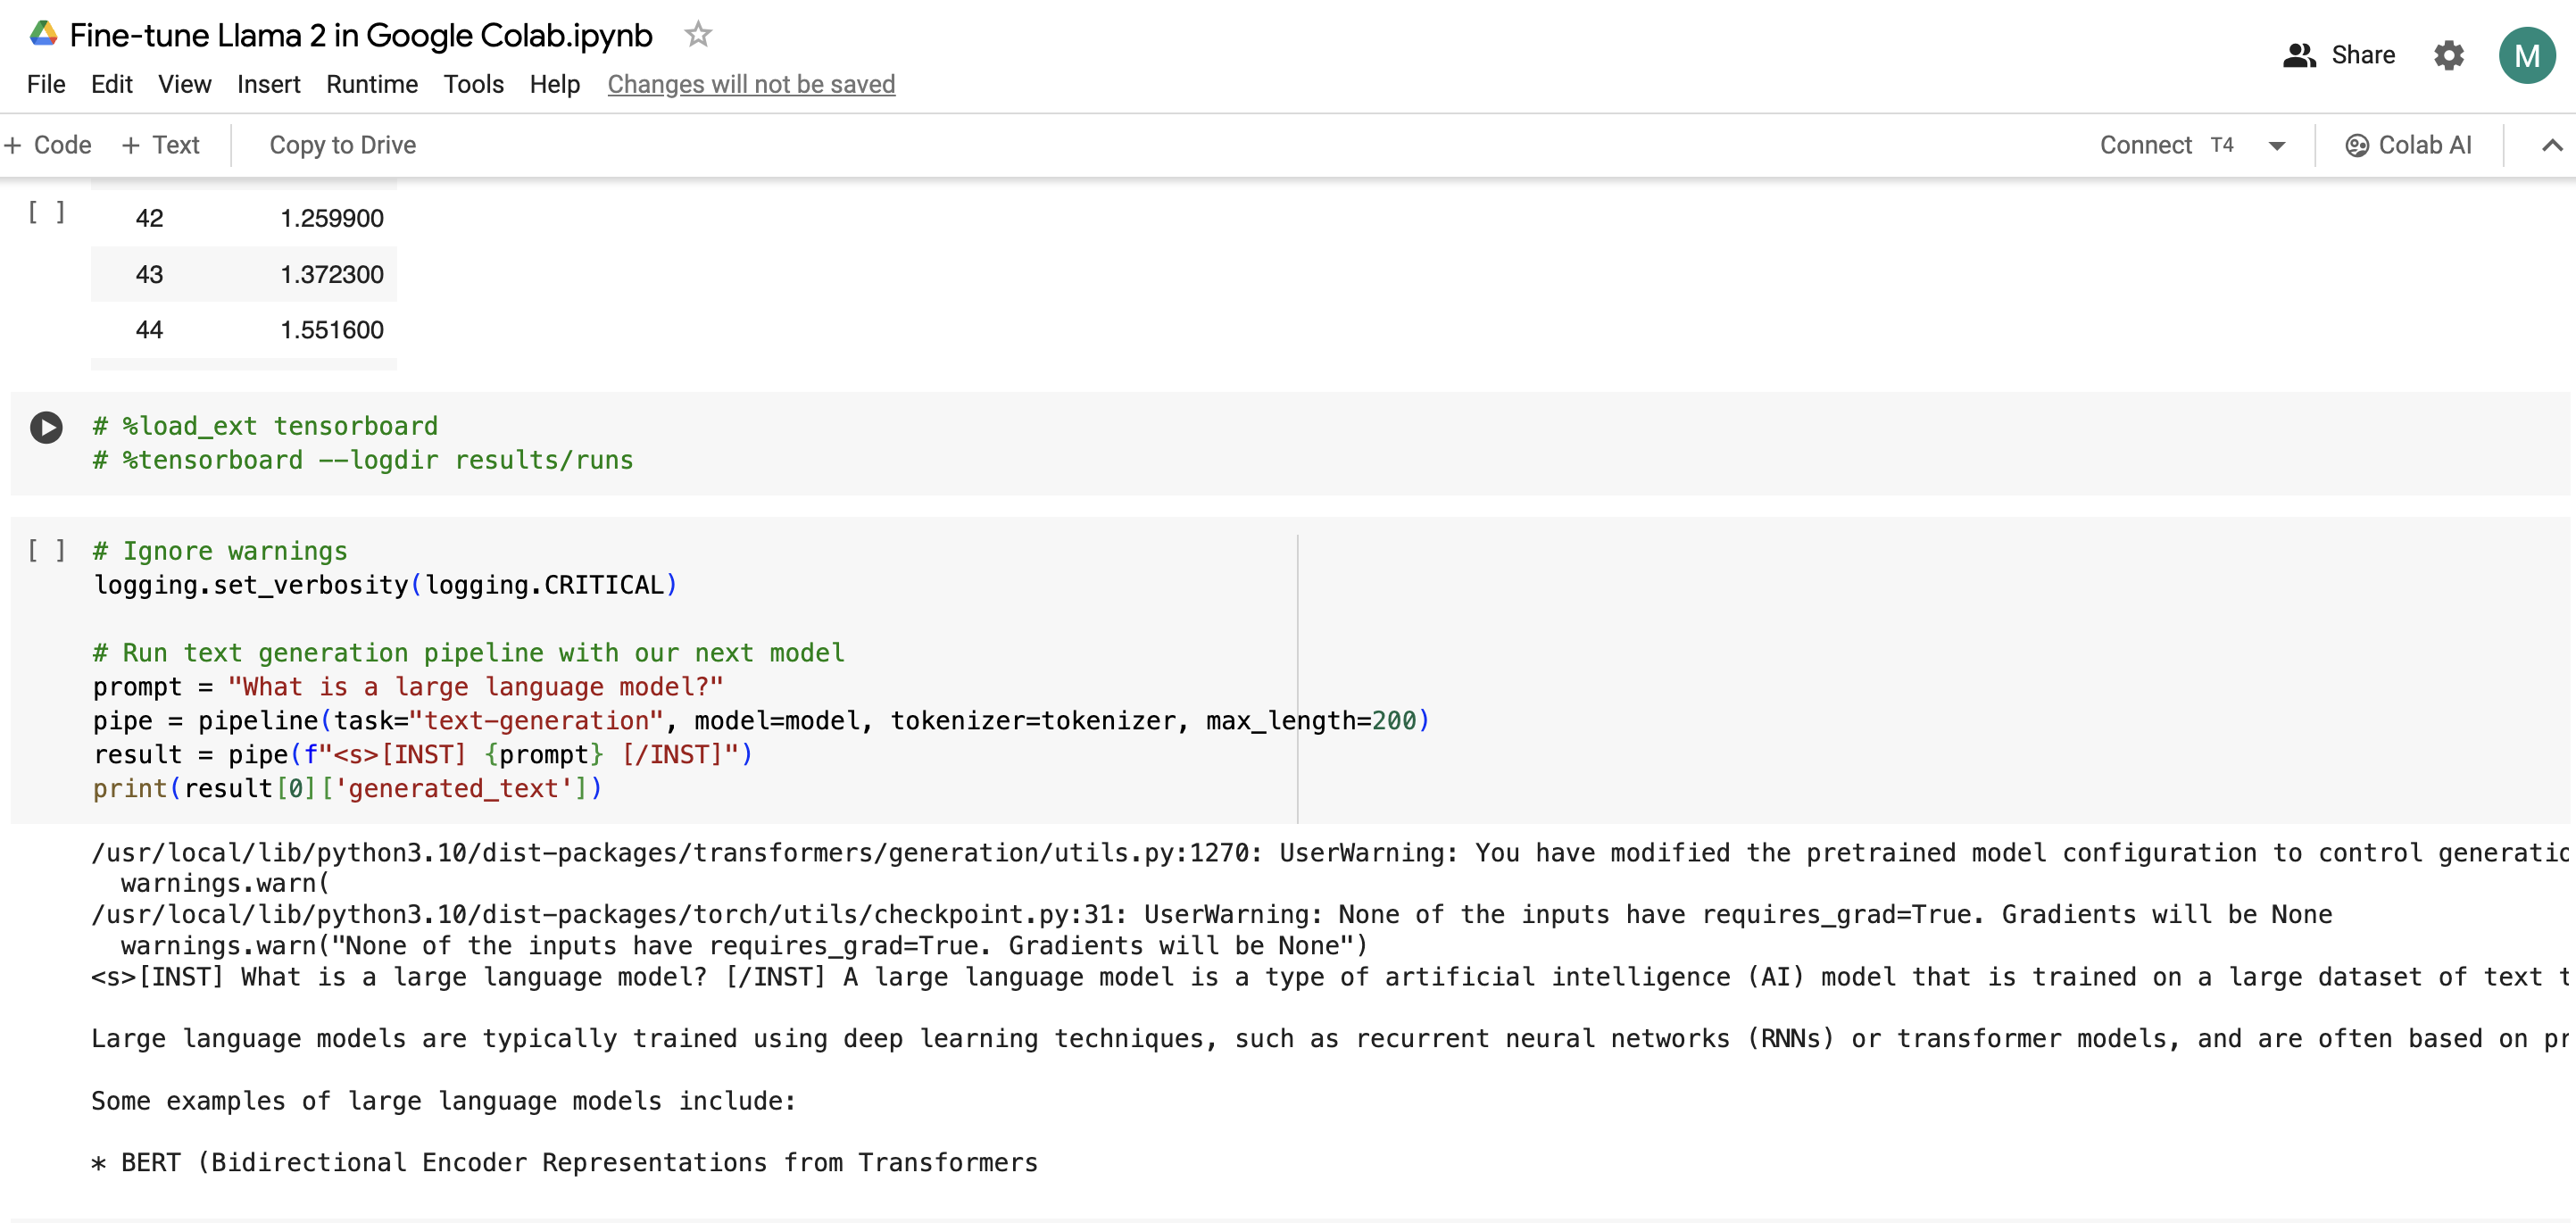 Fine-tune Llama 2 in Google Colab.ipynb
Share
M
File Edit View Insert Runtime Tools Help Changes will not be saved
+ Code + Text Copy to Drive Connect T4 Colab AI
[ ] 42 1.259900
43 1.372300
44 1.551600
# %load_ext tensorboard
# %tensorboard --logdir results/runs
[ ] # Ignore warnings
logging.set_verbosity(logging.CRITICAL)
# Run text generation pipeline with our next model
prompt = "What is a large language model?"
pipe = pipeline(task="text-generation", model=model, tokenizer=tokenizer, max_length=200)
result = pipe(f"<s>[INST] {prompt} [/INST]")
print(result[0]['generated_text'])
/usr/local/lib/python3.10/dist-packages/transformers/generation/utils.py:1270: UserWarning: You have modified the pretrained model configuration to control
warnings.warn(
/usr/local/lib/python3.10/dist-packages/torch/utils/checkpoint.py:31: UserWarning: None of the inputs have requires_grad=True. Gradients will be None
warnings.warn("None of the inputs have requires_grad=True. Gradients will be None")
<s>[INST] What is a large language model? [/INST] A large language model is a type of artificial intelligence (AI) model that is trained on a large dataset of text
Large language models are typically trained using deep learning techniques, such as recurrent neural networks (RNNs) or transformer models, and are often based on
Some examples of large language models include:
* BERT (Bidirectional Encoder Representations from Transformers